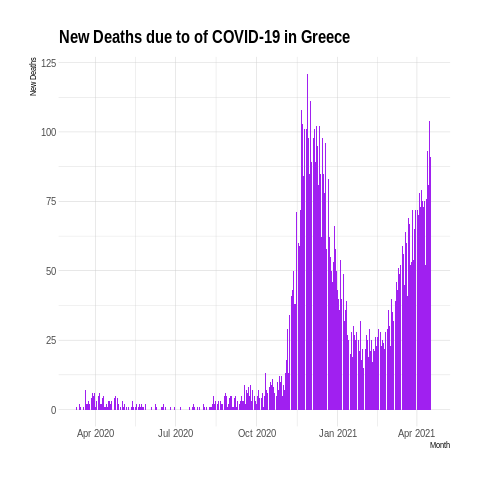 New Deaths due to of COVID-19 in Greece
New Deaths
125
100
75
50
25
0
Apr 2020 Jul 2020 Oct 2020 Jan 2021 Apr 2021
Month